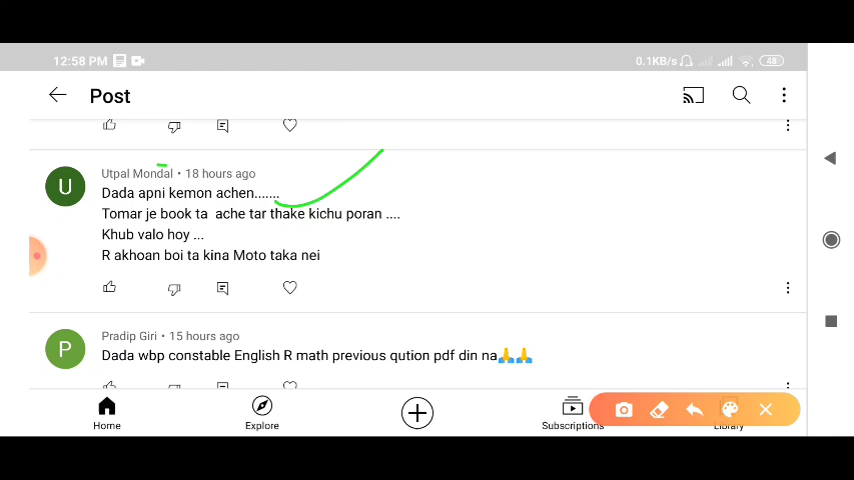 12:58 PM
0.1KB/s 48
Post
U
Utpal Mondal • 18 hours ago
Dada apni kemon achen.......
Tomar je book ta ache tar thake kichu poran ....
Khub valo hoy ...
R akhoan boi ta kina Moto taka nei
P
Pradip Giri • 15 hours ago
Dada wbp constable English R math previous qution pdf din na🙏🙏
Home
Explore
Subscriptions
Library